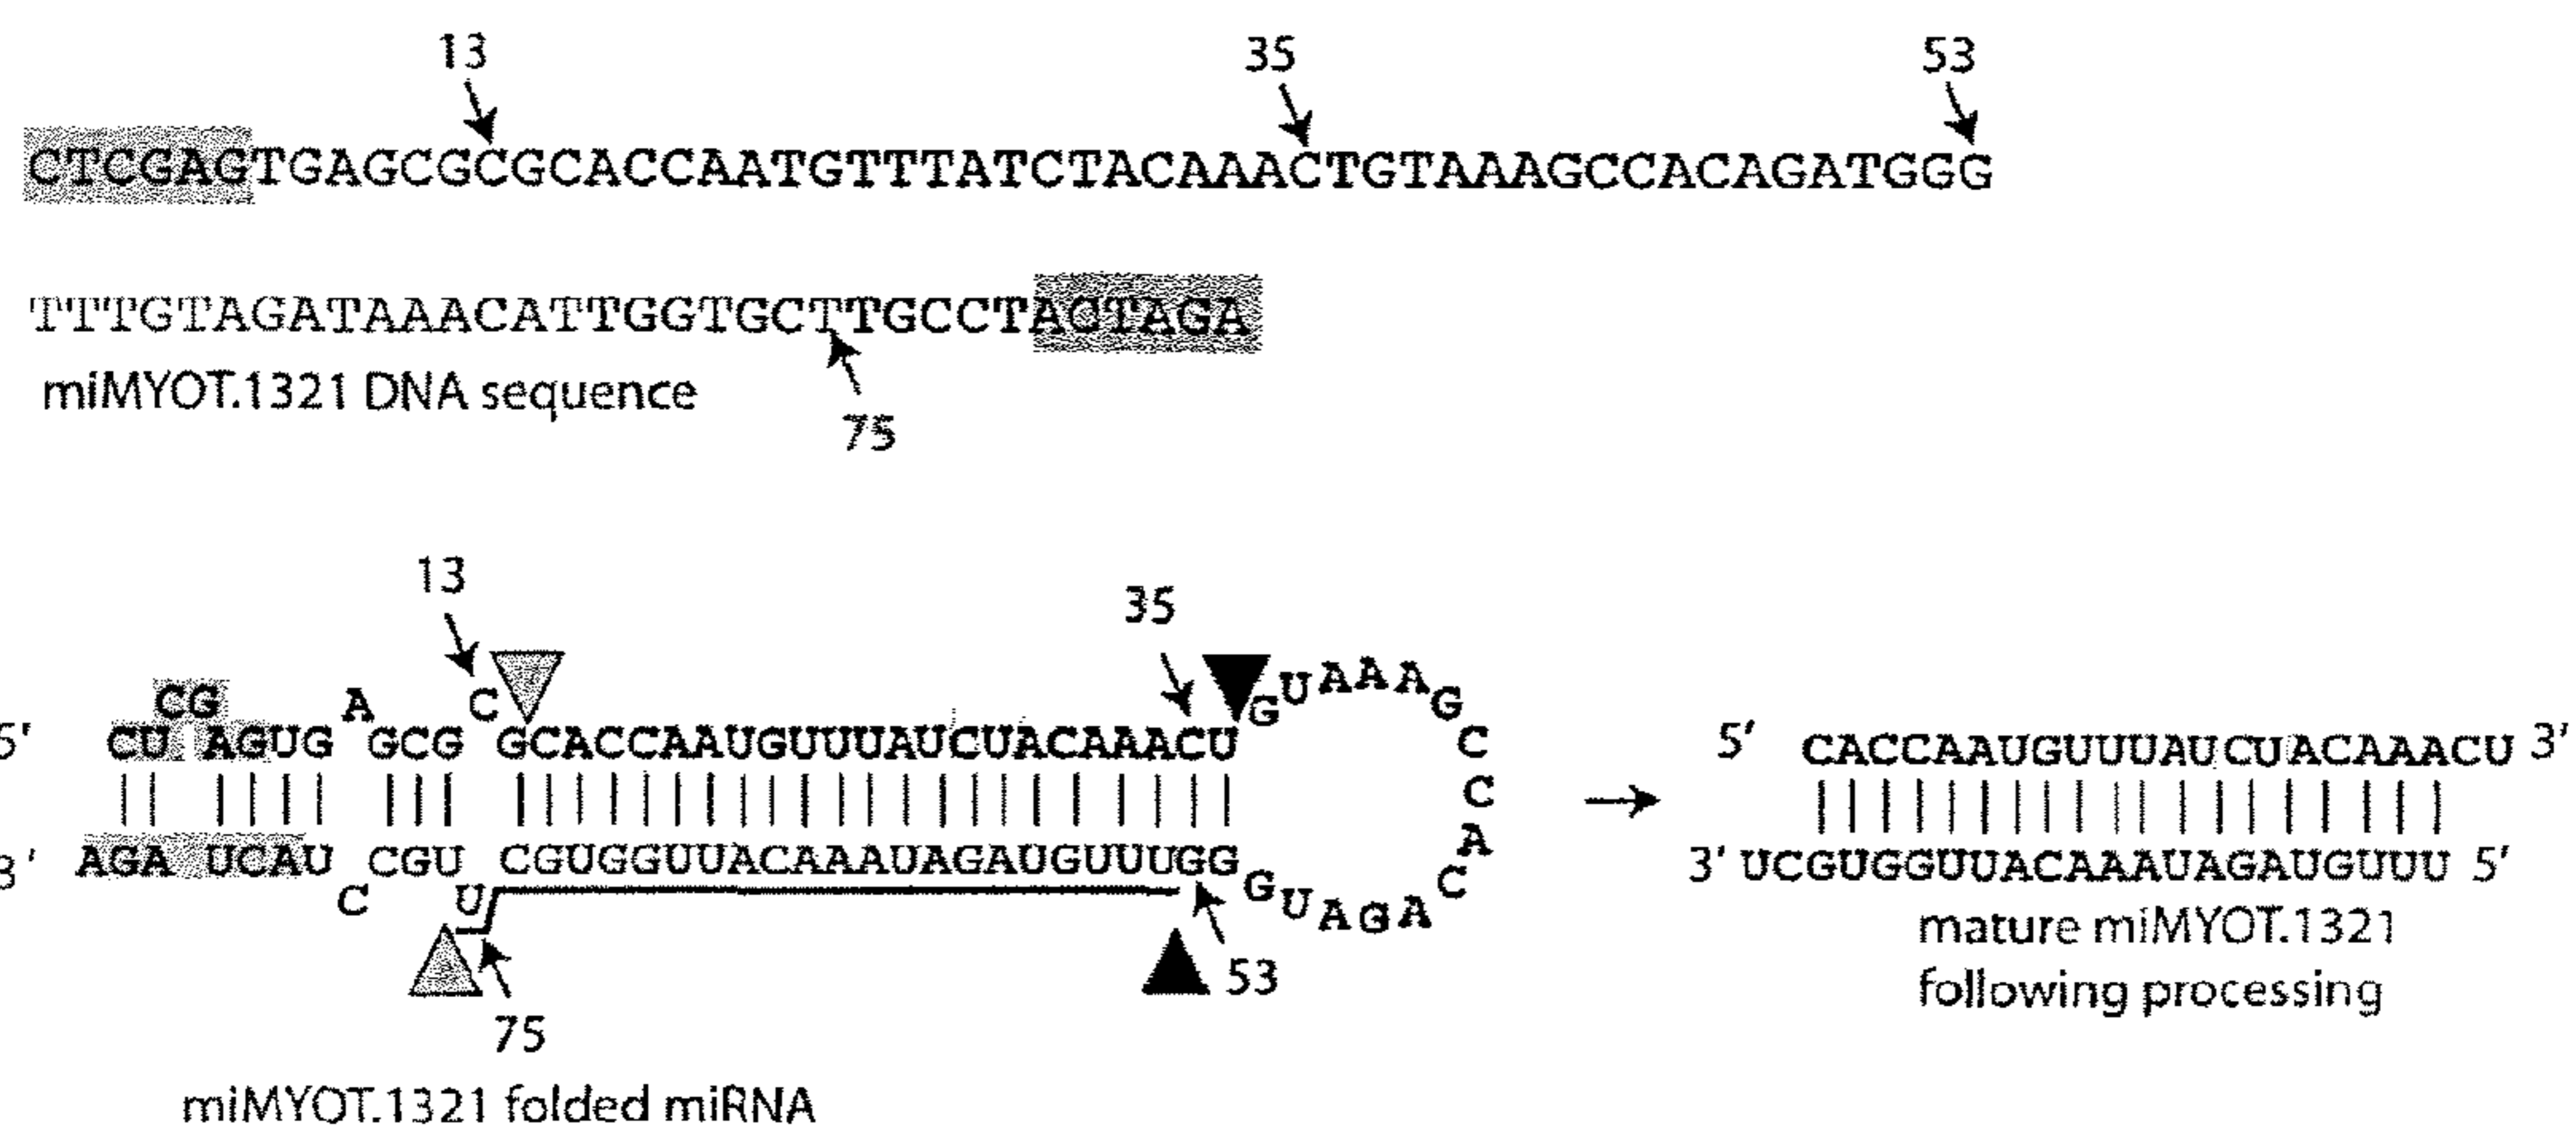 13 35 53
CTCGAGTGAGCGCGCACCAATGTTTATCTACAAACTGTAAAGCCACAGATGGG
TTTGTAGATAAACATTGGTGCTTGCCTACTAGA
75
miMYOT.1321 DNA sequence
13 35
CG A C GUAAAGCCACAGAUG
5' CU AGUG GCG GCACCAAUGUUUAUCUACAAACU
3' AGA UCAU CGU CGUGGUUACAAAUAGAUGUUUGG
C U
75 53
miMYOT.1321 folded miRNA
5' CACCAAUGUUUAUCUACAAACU 3'
3' UCGUGGUUACAAAUAGAUGUUU 5'
mature miMYOT.1321
following processing